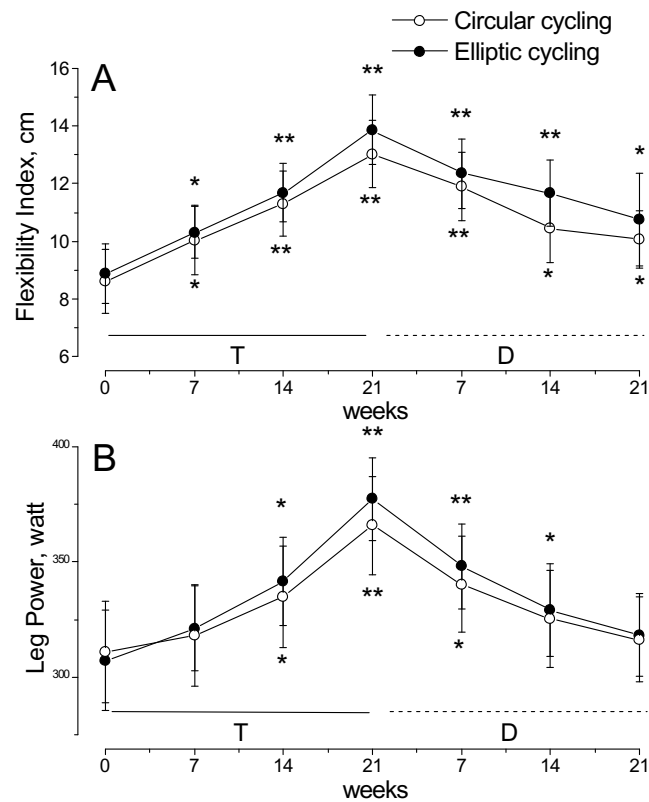 Circular cycling
Elliptic cycling
A
Flexibility Index, cm
16
14
12
10
8
6
** 
* ** ** ** *
* ** ** ** * *
T D
0 7 14 21 7 14 21
weeks
B
Leg Power, watt
400
350
300
**
* ** *
* ** *
T D
0 7 14 21 7 14 21
weeks